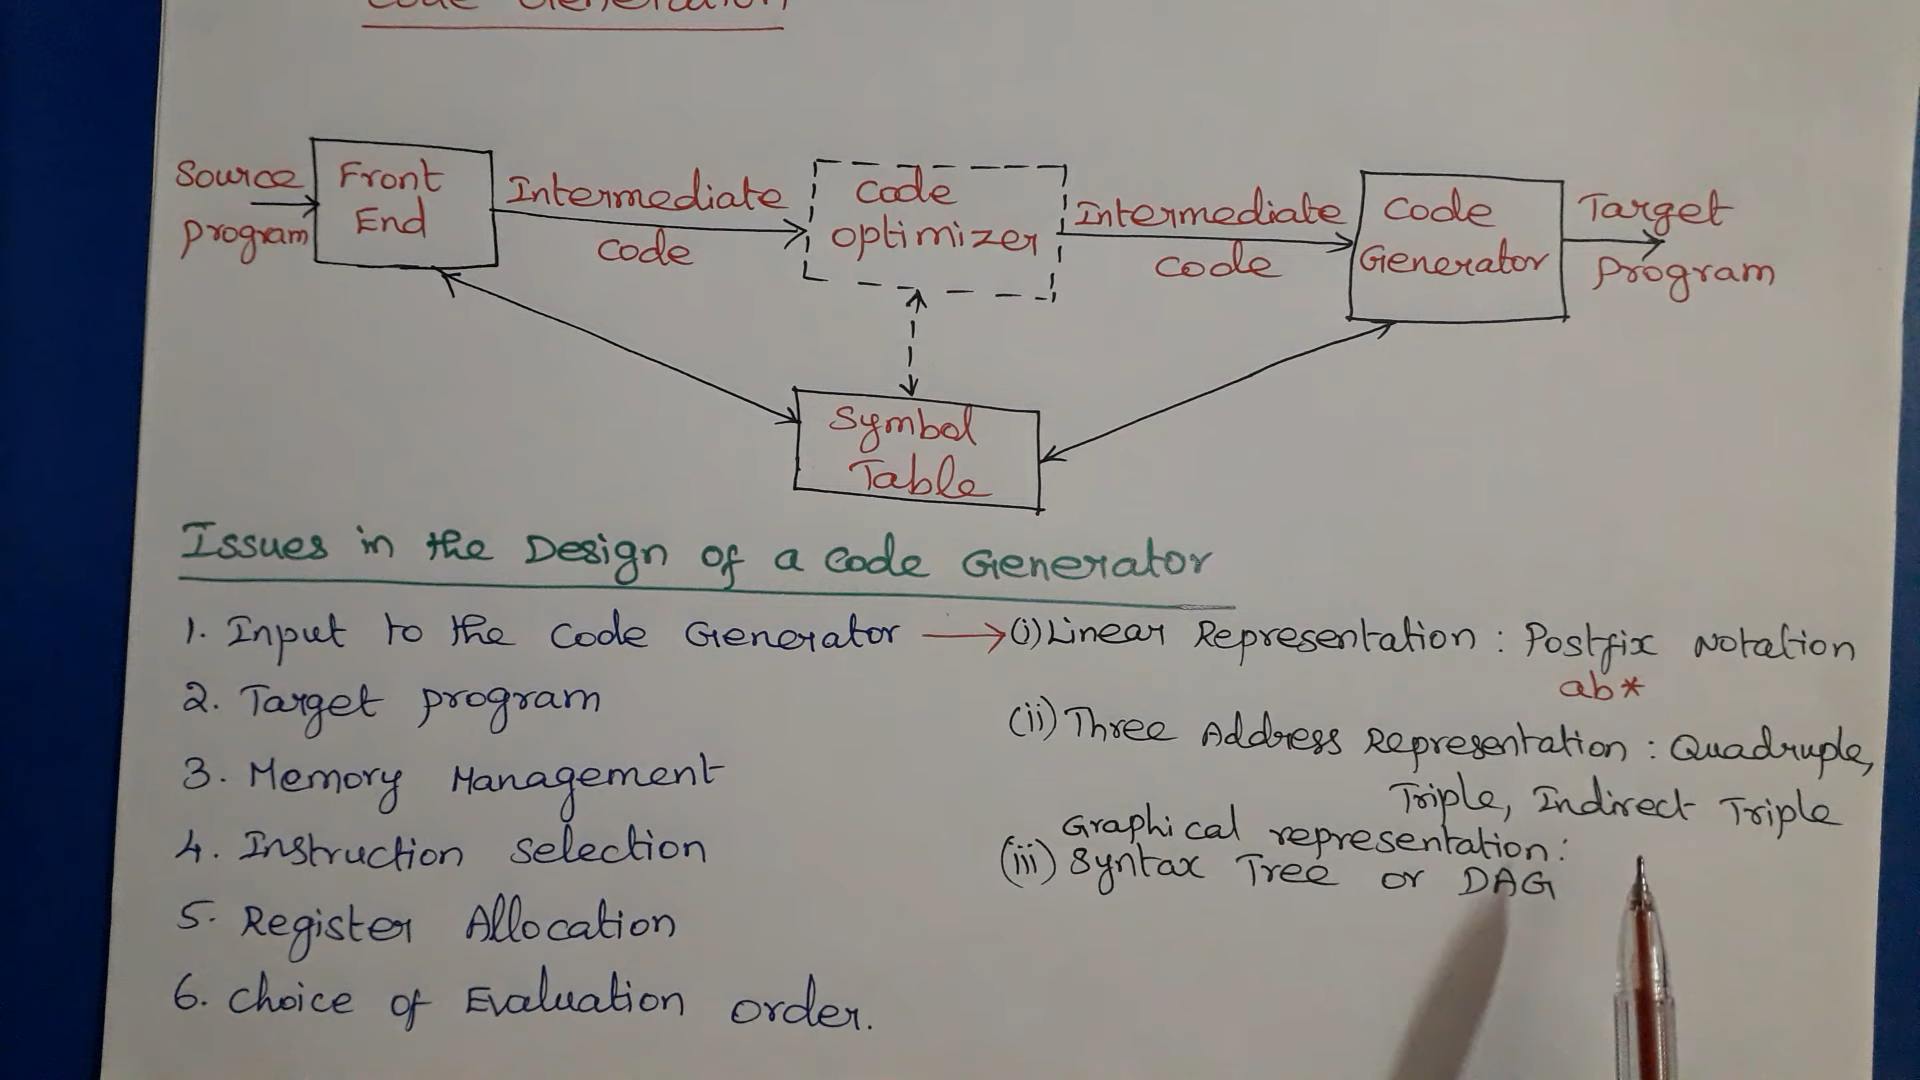 Code Generation
Source
program
Front
End
Intermediate
code
Code
optimizer
Intermediate
code
Code
Generator
Target
program
Symbol
Table
Issues in the Design of a Code Generator
1. Input to the Code Generator → (i) Linear Representation : Postfix Notation
ab*
2. Target program
(ii) Three Address Representation : Quadruple,
Triple, Indirect Triple
3. Memory Management
Graphical representation:
(iii) Syntax Tree or DAG
4. Instruction selection
5. Register Allocation
6. Choice of Evaluation order.